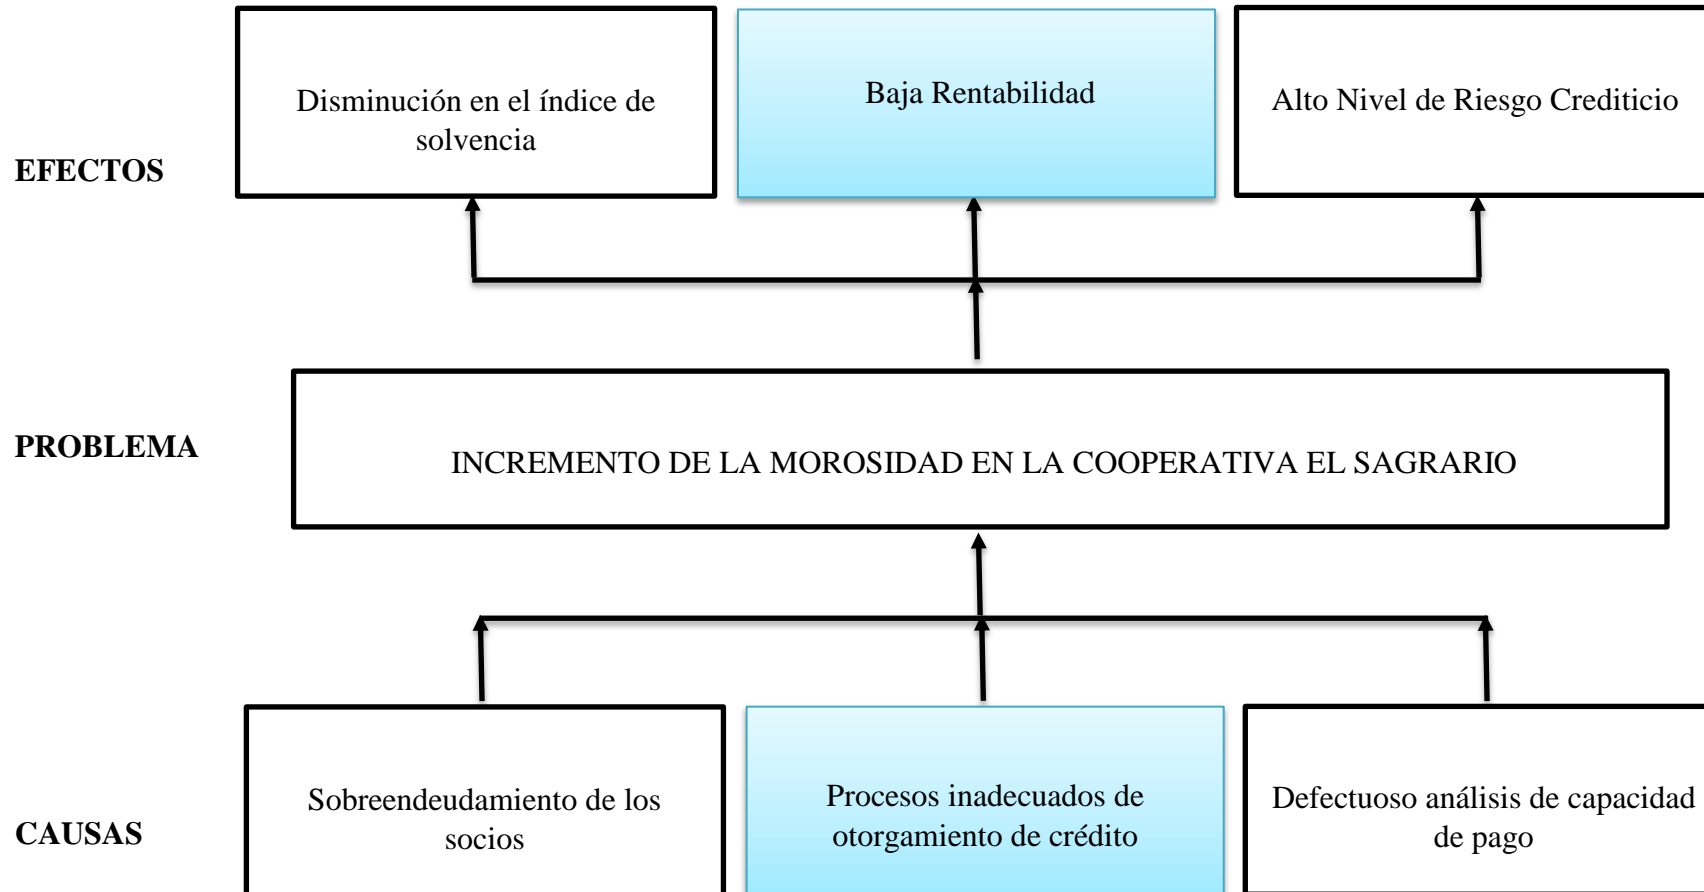 Disminución en el índice de
solvencia
Baja Rentabilidad
Alto Nivel de Riesgo Crediticio
EFECTOS
PROBLEMA
INCREMENTO DE LA MOROSIDAD EN LA COOPERATIVA EL SAGRARIO
Sobreendeudamiento de los
socios
Procesos inadecuados de
otorgamiento de crédito
Defectuoso análisis de capacidad
de pago
CAUSAS